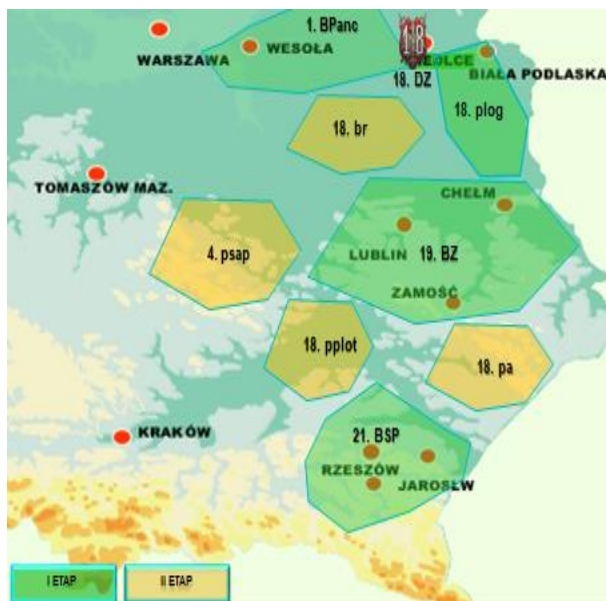 1. BPanc
WARSZAWA
WESOŁA
18
18. DZ
BIAŁA PODLASKA
18. plog
18. br
TOMASZÓW MAZ.
CHEŁM
4. psap
LUBLIN
19. BZ
ZAMOŚĆ
18. pplot
18. pa
KRAKÓW
21. BSP
RZESZÓW
JAROSŁW
I ETAP
II ETAP